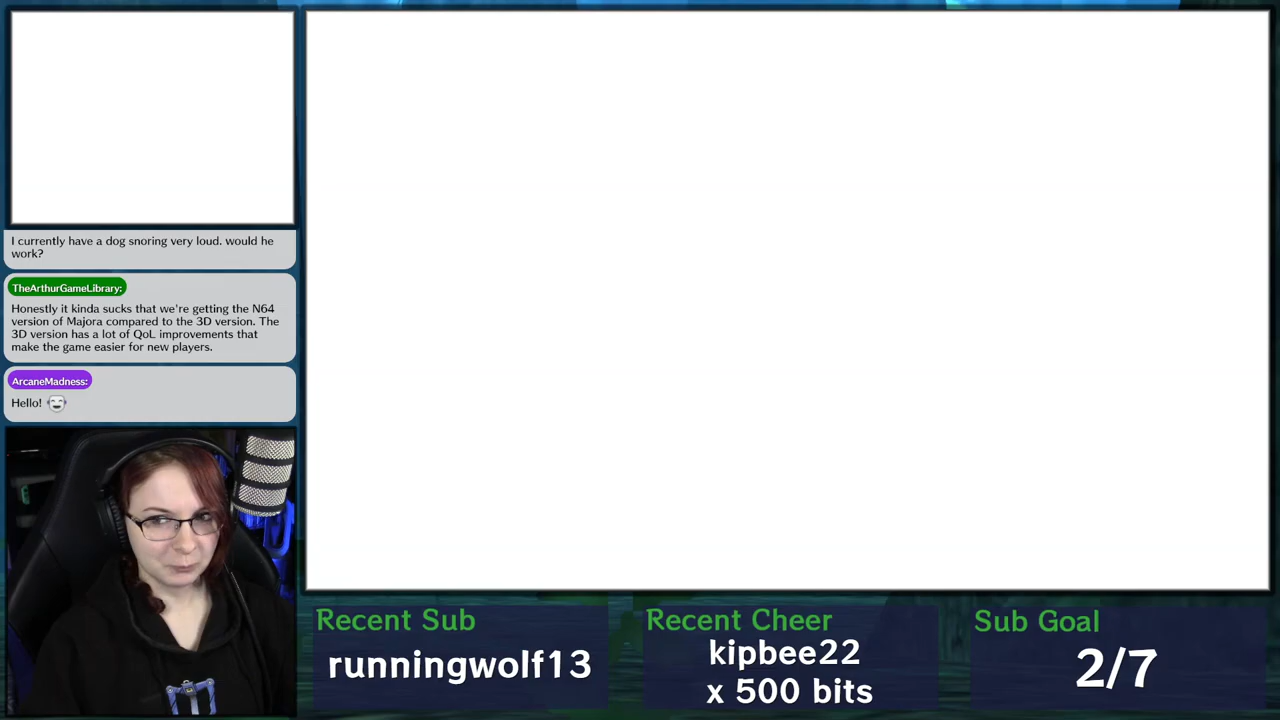 I currently have a dog snoring very loud. would he
work?
TheArthurGameLibrary:
Honestly it kinda sucks that we're getting the N64
version of Majora compared to the 3D version. The
3D version has a lot of QoL improvements that
make the game easier for new players.
ArcaneMadness:
Hello!
Recent Sub
runningwolf13
Recent Cheer
kipbee22
x 500 bits
Sub Goal
2/7